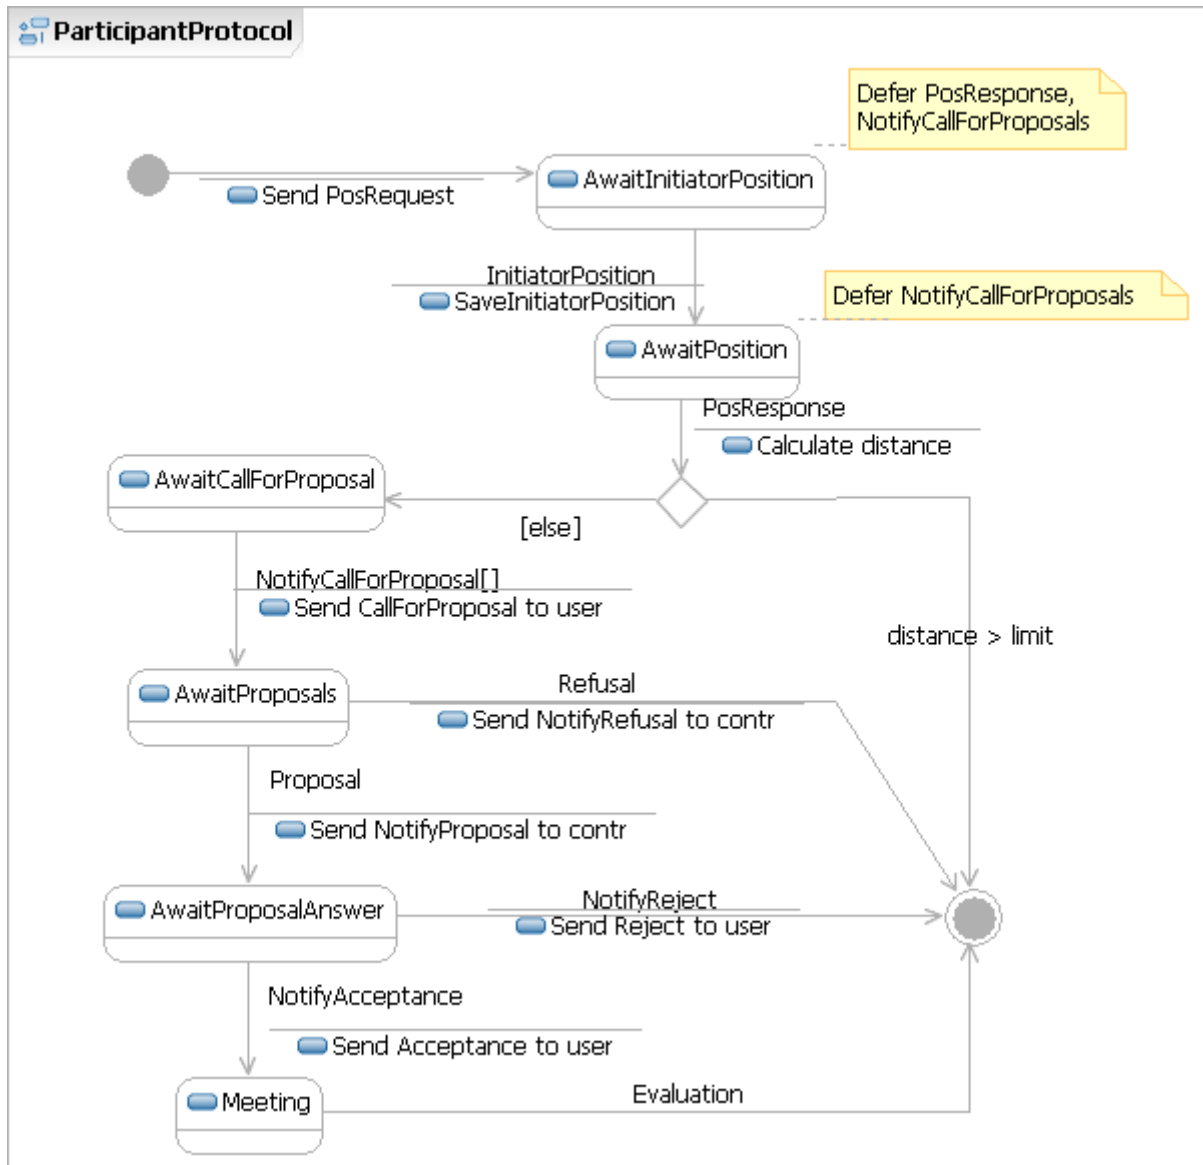 ParticipantProtocol
Defer PosResponse,
NotifyCallForProposals
AwaitInitiatorPosition
Send PosRequest
InitiatorPosition
SaveInitiatorPosition
Defer NotifyCallForProposals
AwaitPosition
PosResponse
Calculate distance
AwaitCallForProposal
[else]
NotifyCallForProposal[]
Send CallForProposal to user
distance > limit
AwaitProposals
Refusal
Send NotifyRefusal to contr
Proposal
Send NotifyProposal to contr
AwaitProposalAnswer
NotifyReject
Send Reject to user
NotifyAcceptance
Send Acceptance to user
Meeting
Evaluation